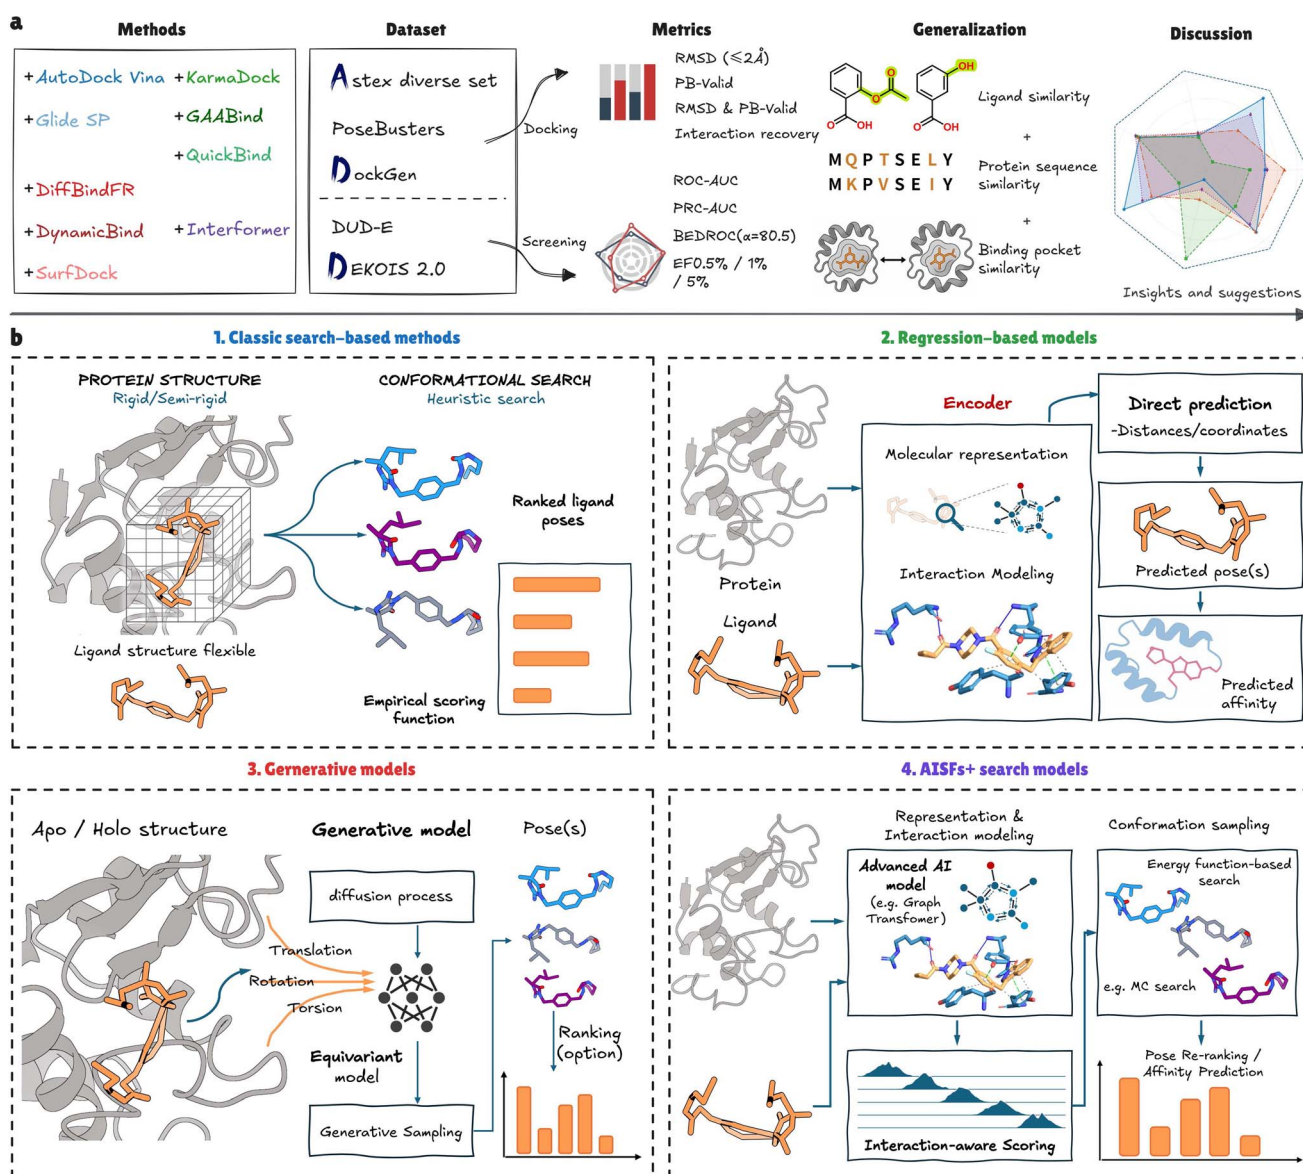 a
Methods
Dataset
Metrics
Generalization
Discussion
+AutoDock Vina
+KarmaDock
+Glide SP
+GAABind
+QuickBind
+DiffBindFR
+DynamicBind
+Interformer
+SurfDock
Astex diverse set
PoseBusters
DockGen
DUD-E
DEKOIS 2.0
Docking
Screening
RMSD (⩽2Å)
PB-Valid
RMSD & PB-Valid
Interaction recovery
ROC-AUC
PRC-AUC
BEDROC(α=80.5)
EF0.5% / 1%
/ 5%
O
OH
O
O
OH
O
OH
MQPTSELY
MKPVSEIY
Ligand similarity
+
Protein sequence
similarity
+
Binding pocket
similarity
Insights and suggestions
b
1. Classic search-based methods
PROTEIN STRUCTURE
Rigid/Semi-rigid
CONFORMATIONAL SEARCH
Heuristic search
Ranked ligand
poses
Ligand structure flexible
Empirical scoring
function
2. Regression-based models
Encoder
Molecular representation
Interaction Modeling
Protein
Ligand
Direct prediction
-Distances/coordinates
Predicted pose(s)
Predicted
affinity
3. Gernerative models
Apo / Holo structure
Generative model
Pose(s)
diffusion process
Translation
Rotation
Torsion
Equivariant
model
Generative Sampling
Ranking
(option)
4. AISFs+ search models
Representation &
Interaction modeling
Conformation sampling
Advanced AI
model
(e.g. Graph
Transfomer)
Energy function-based
search
e.g. MC search
Interaction-aware Scoring
Pose Re-ranking /
Affinity Prediction